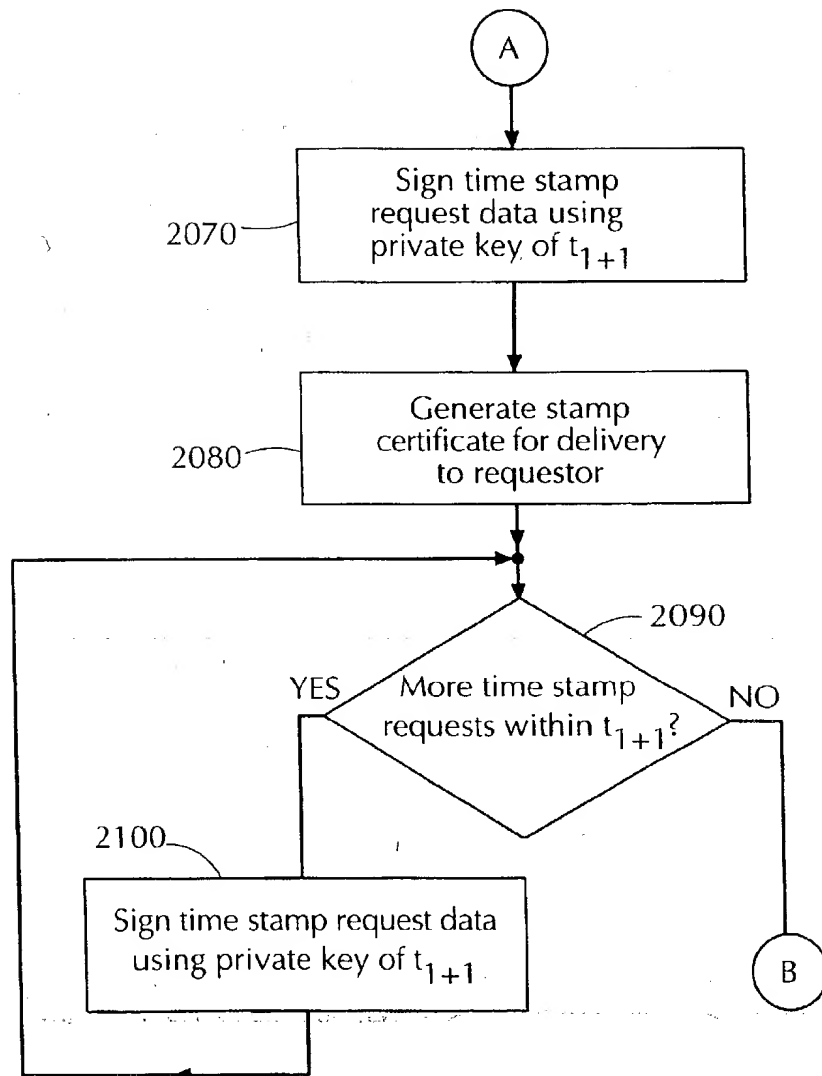 A
Sign time stamp
request data using
private key of t1+1
2070
Generate stamp
certificate for delivery
to requestor
2080
2090
YES
More time stamp
requests within t1+1?
NO
2100
Sign time stamp request data
using private key of t1+1
B